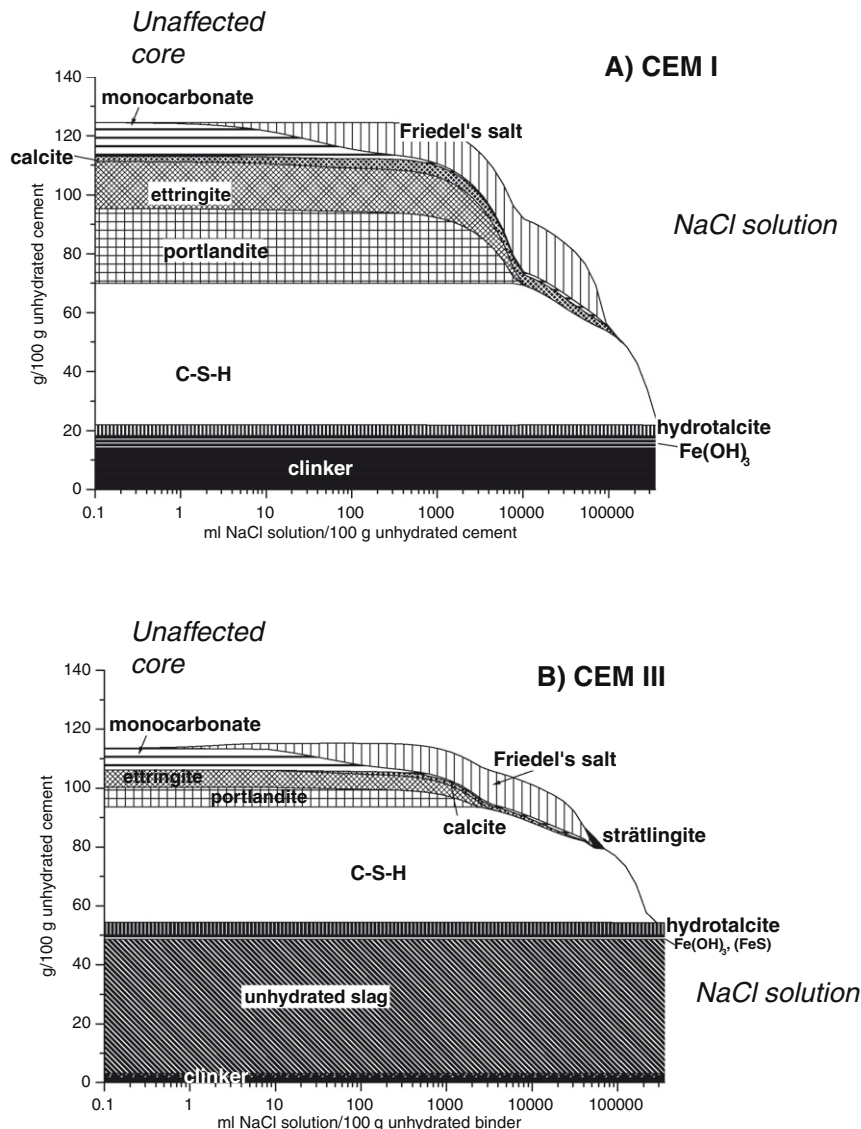 Unaffected
core
A) CEM I
140
monocarbonate
120
Friedel's salt
calcite
100
ettringite
NaCl solution
portlandite
80
60
C-S-H
40
hydrotalcite
20
Fe(OH)3
clinker
0
g/100 g unhydrated cement
0.1 1 10 100 1000 10000 100000
ml NaCl solution/100 g unhydrated cement
Unaffected
core
B) CEM III
140
120
monocarbonate
Friedel's salt
ettringite
100
portlandite
calcite
strätlingite
80
C-S-H
60
hydrotalcite
Fe(OH)3, (FeS)
40
unhydrated slag
NaCl solution
20
clinker
0
g/100 g unhydrated cement
0.1 1 10 100 1000 10000 100000
ml NaCl solution/100 g unhydrated binder